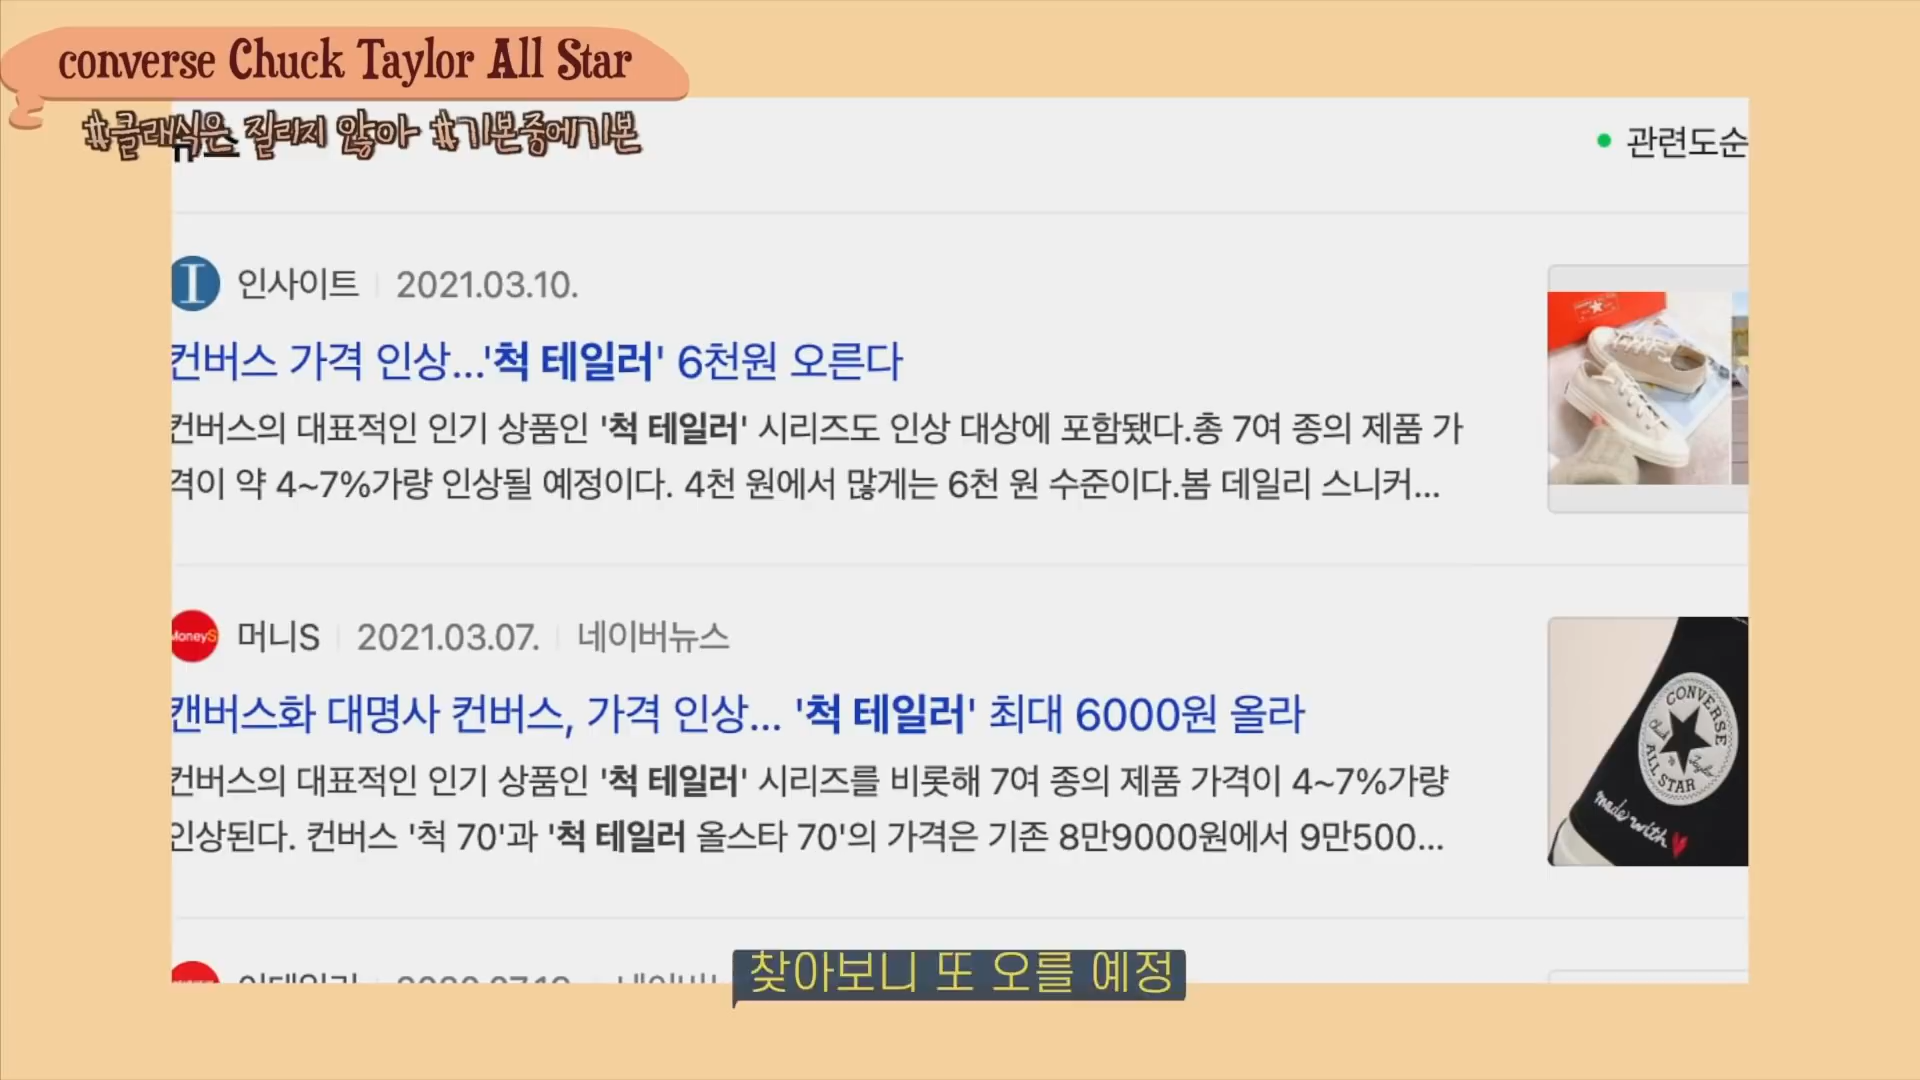 converse Chuck Taylor All Star
#클래식은 질리지 않아 #기본중에기본
뉴스
관련도순
인사이트 2021.03.10.
컨버스 가격 인상...'척 테일러' 6천원 오른다
컨버스의 대표적인 인기 상품인 '척 테일러' 시리즈도 인상 대상에 포함됐다.총 7여 종의 제품 가
격이 약 4~7%가량 인상될 예정이다. 4천 원에서 많게는 6천 원 수준이다.봄 데일리 스니커...
MoneyS 머니S 2021.03.07. 네이버뉴스
캔버스화 대명사 컨버스, 가격 인상... '척 테일러' 최대 6000원 올라
컨버스의 대표적인 인기 상품인 '척 테일러' 시리즈를 비롯해 7여 종의 제품 가격이 4~7%가량
인상된다. 컨버스 '척 70'과 '척 테일러 올스타 70'의 가격은 기존 8만9000원에서 9만500...
CONVERSE
Chuck Taylor
ALL STAR
made with
찾아보니 또 오를 예정